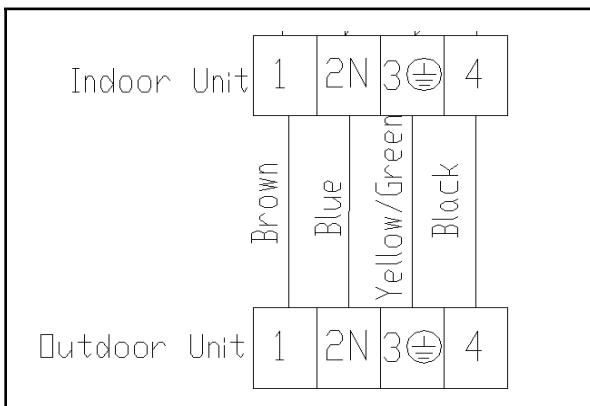 Indoor Unit 1 2N 3⏚ 4
Brown Blue Yellow/Green Black
Outdoor Unit 1 2N 3⏚ 4